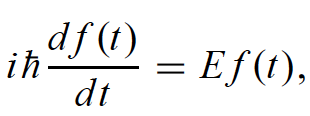 iħ df(t)/dt = Ef(t),